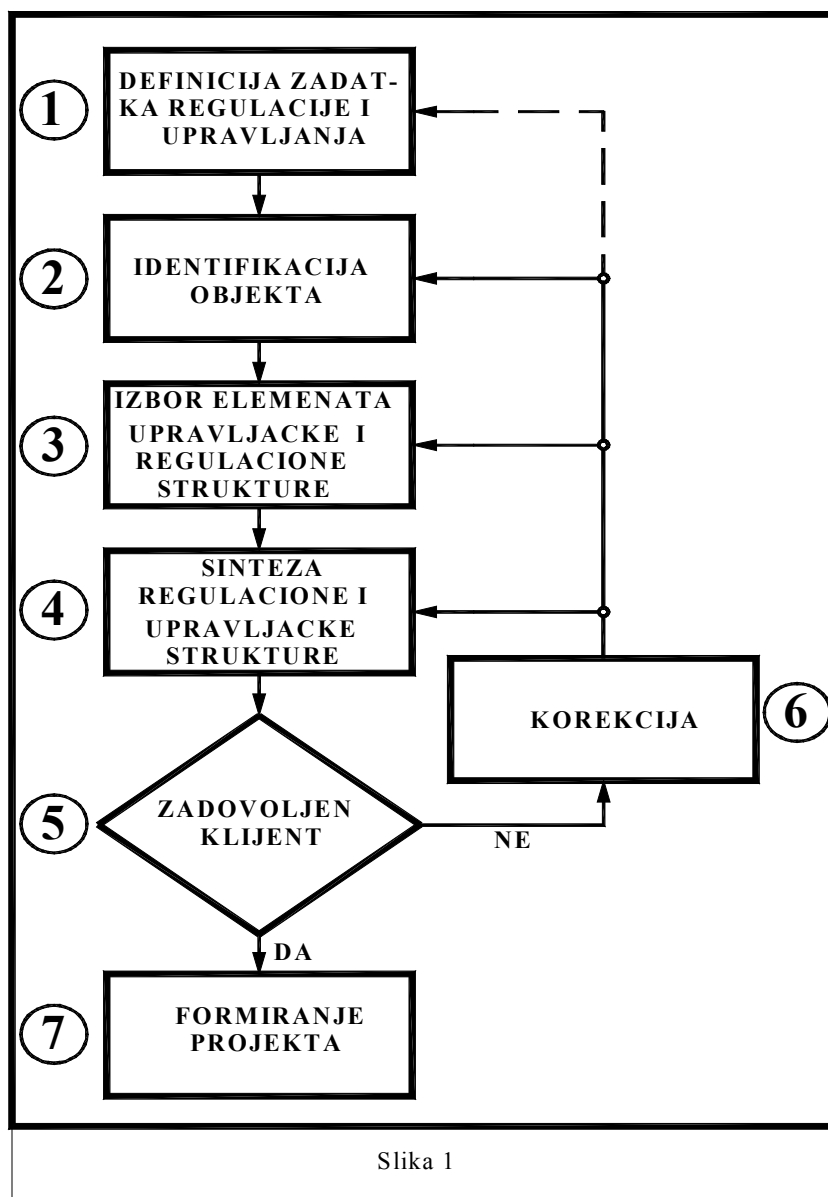 1
DEFINICIJA ZADAT-
KA REGULACIJE I
UPRAVLJANJA
2
IDENTIFIKACIJA
OBJEKTA
3
IZBOR ELEMENATA
UPRAVLJACKE I
REGULACIONE
STRUKTURE
4
SINTEZA
REGULACIONE I
UPRAVLJACKE
STRUKTURE
KOREKCIJA
6
5
ZADOVOLJEN
KLIJENT
NE
DA
7
FORMIRANJE
PROJEKTA
Slika 1